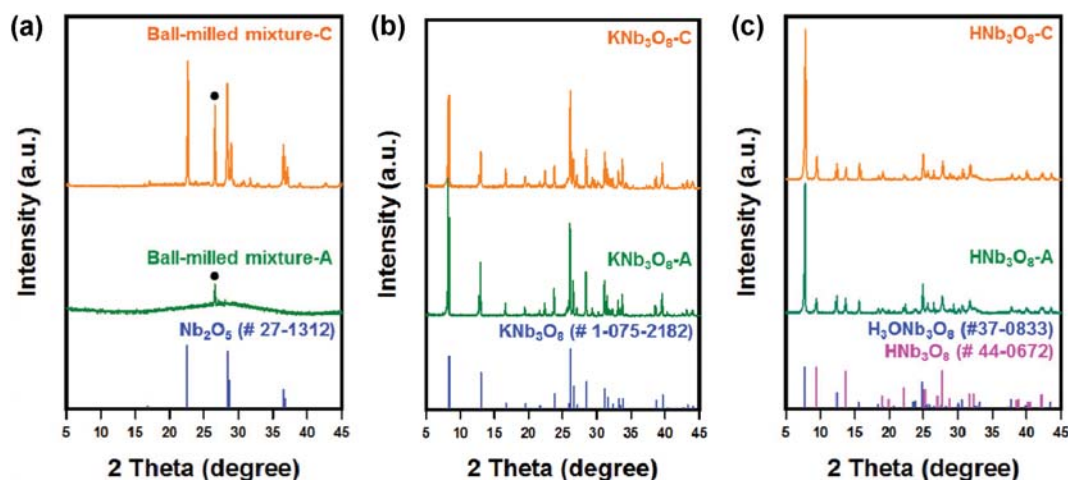 (a)
Ball-milled mixture-C
Ball-milled mixture-A
Nb₂O₅ (# 27-1312)
Intensity (a.u.)
5 10 15 20 25 30 35 40 45
2 Theta (degree)
(b)
KNb₃O₈-C
KNb₃O₈-A
KNb₃O₈ (# 1-075-2182)
Intensity (a.u.)
5 10 15 20 25 30 35 40 45
2 Theta (degree)
(c)
HNb₃O₈-C
HNb₃O₈-A
H₃ONb₃O₈ (#37-0833)
HNb₃O₈ (# 44-0672)
Intensity (a.u.)
5 10 15 20 25 30 35 40 45
2 Theta (degree)